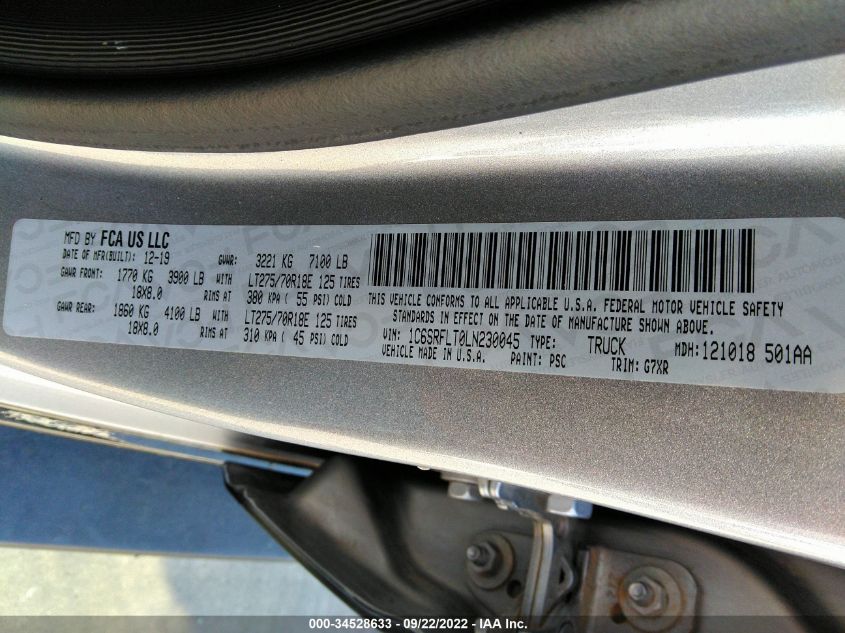 MFD BY FCA US LLC
DATE OF MFR(BUILT): 12-19 GVWR: 3221 KG 7100 LB
GAWR FRONT: 1770 KG 3900 LB WITH LT275/70R18E 125 TIRES
18X8.0 RIMS AT 380 KPA ( 55 PSI) COLD
GAWR REAR: 1860 KG 4100 LB WITH LT275/70R18E 125 TIRES
18X8.0 RIMS AT 310 KPA ( 45 PSI) COLD
THIS VEHICLE CONFORMS TO ALL APPLICABLE U.S.A. FEDERAL MOTOR VEHICLE SAFETY
STANDARDS IN EFFECT ON THE DATE OF MANUFACTURE SHOWN ABOVE.
VIN: 1C6SRFLT0LN230045 TYPE: TRUCK MDH: 121018 501AA
VEHICLE MADE IN U.S.A. PAINT: PSC TRIM: G7XR
000-34528633 - 09/22/2022 - IAA Inc.